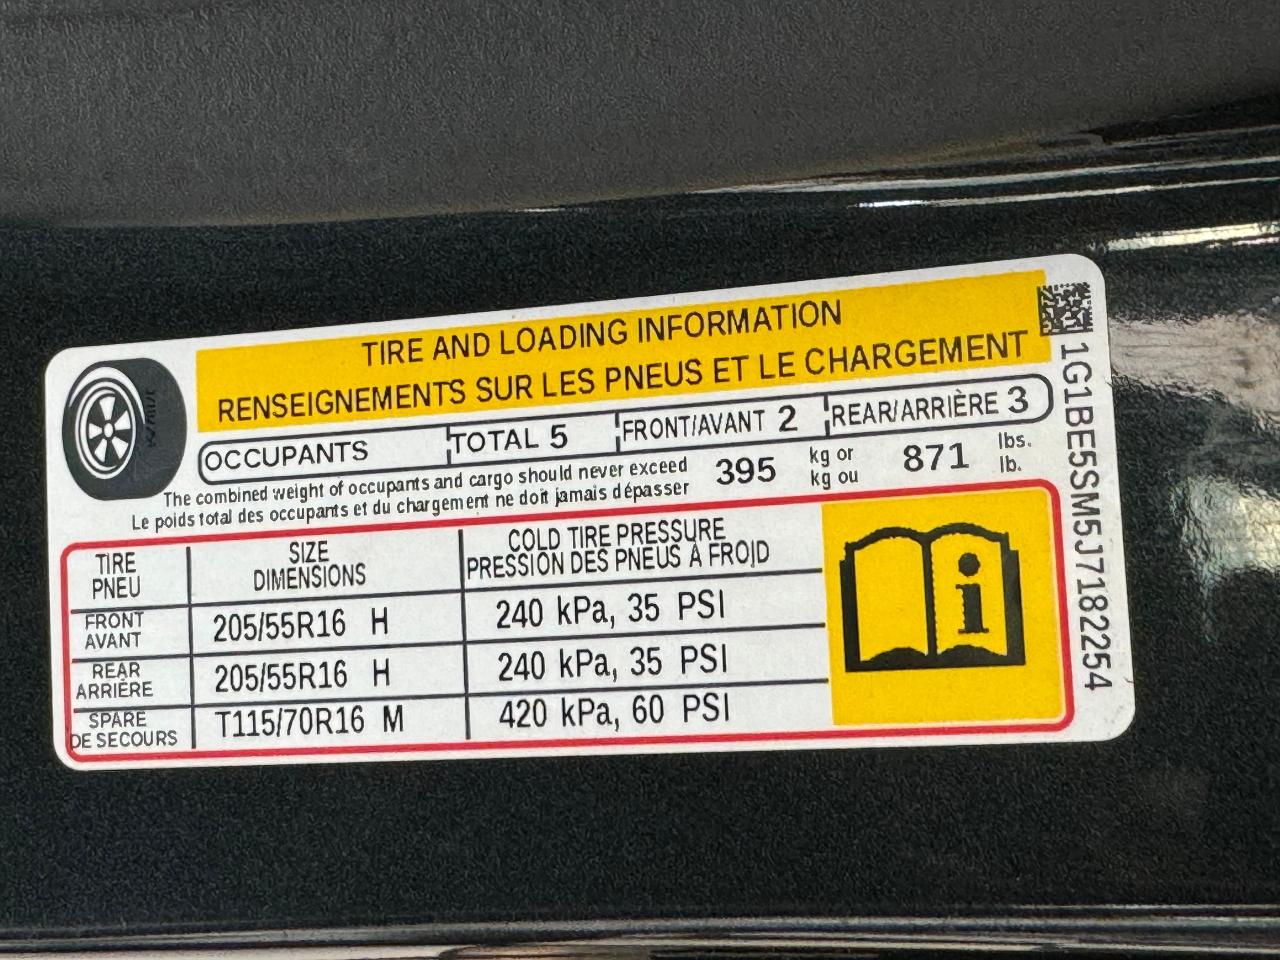 TIRE AND LOADING INFORMATION
RENSEIGNEMENTS SUR LES PNEUS ET LE CHARGEMENT
OCCUPANTS TOTAL 5 FRONT/AVANT 2 REAR/ARRIÈRE 3
The combined weight of occupants and cargo should never exceed 395 kg or 871 lbs.
Le poids total des occupants et du chargement ne doit jamais dépasser kg ou lb.
TIRE SIZE COLD TIRE PRESSURE
PNEU DIMENSIONS PRESSION DES PNEUS À FROID
FRONT 205/55R16 H 240 kPa, 35 PSI
AVANT
REAR 205/55R16 H 240 kPa, 35 PSI
ARRIÈRE
SPARE T115/70R16 M 420 kPa, 60 PSI
DE SECOURS
i
1G1BE5SM5J7182254